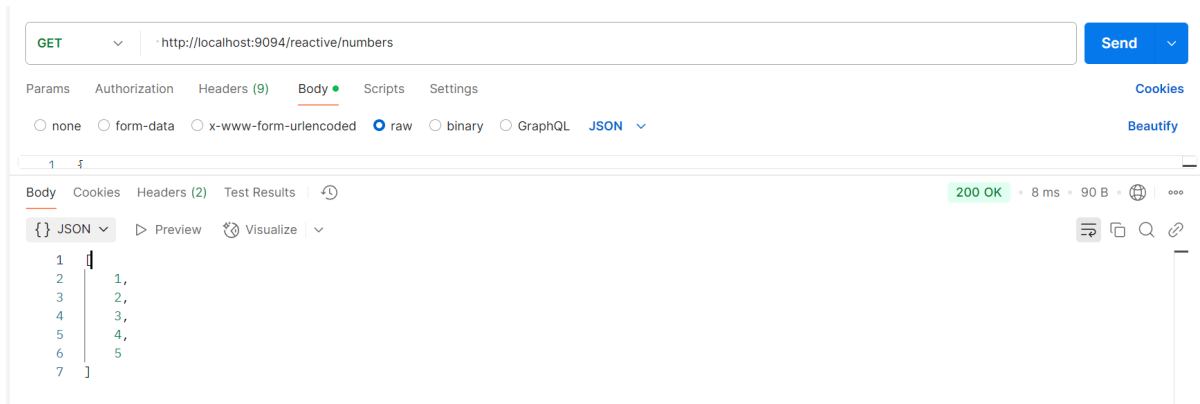 GET http://localhost:9094/reactive/numbers Send
Params Authorization Headers (9) Body Scripts Settings Cookies
none form-data x-www-form-urlencoded raw binary GraphQL JSON Beautify
1 {
Body Cookies Headers (2) Test Results 200 OK • 8 ms • 90 B
{} JSON Preview Visualize
1 [
2 1,
3 2,
4 3,
5 4,
6 5
7 ]